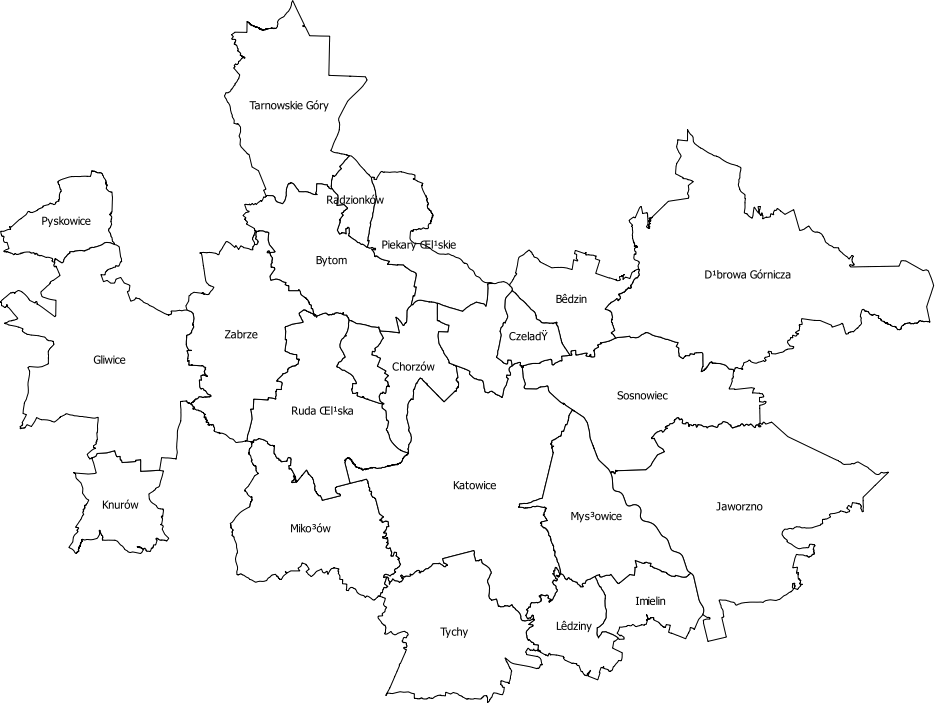 Tarnowskie Góry
Radzionków
Pyskowice
Piekary Œl¹skie
Bytom
D¹browa Górnicza
Bêdzin
Zabrze
CzeladŸ
Gliwice
Chorzów
Sosnowiec
Ruda Œl¹ska
Katowice
Knurów
Jaworzno
Mys³owice
Miko³ów
Imielin
Lêdziny
Tychy